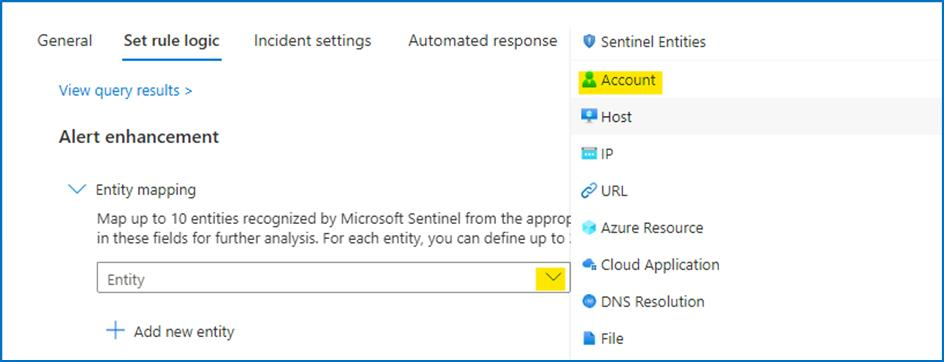 General Set rule logic Incident settings Automated response
View query results >
Alert enhancement
Entity mapping
Map up to 10 entities recognized by Microsoft Sentinel from the approp
in these fields for further analysis. For each entity, you can define up to
Entity
Add new entity
Sentinel Entities
Account
Host
IP
URL
Azure Resource
Cloud Application
DNS Resolution
File